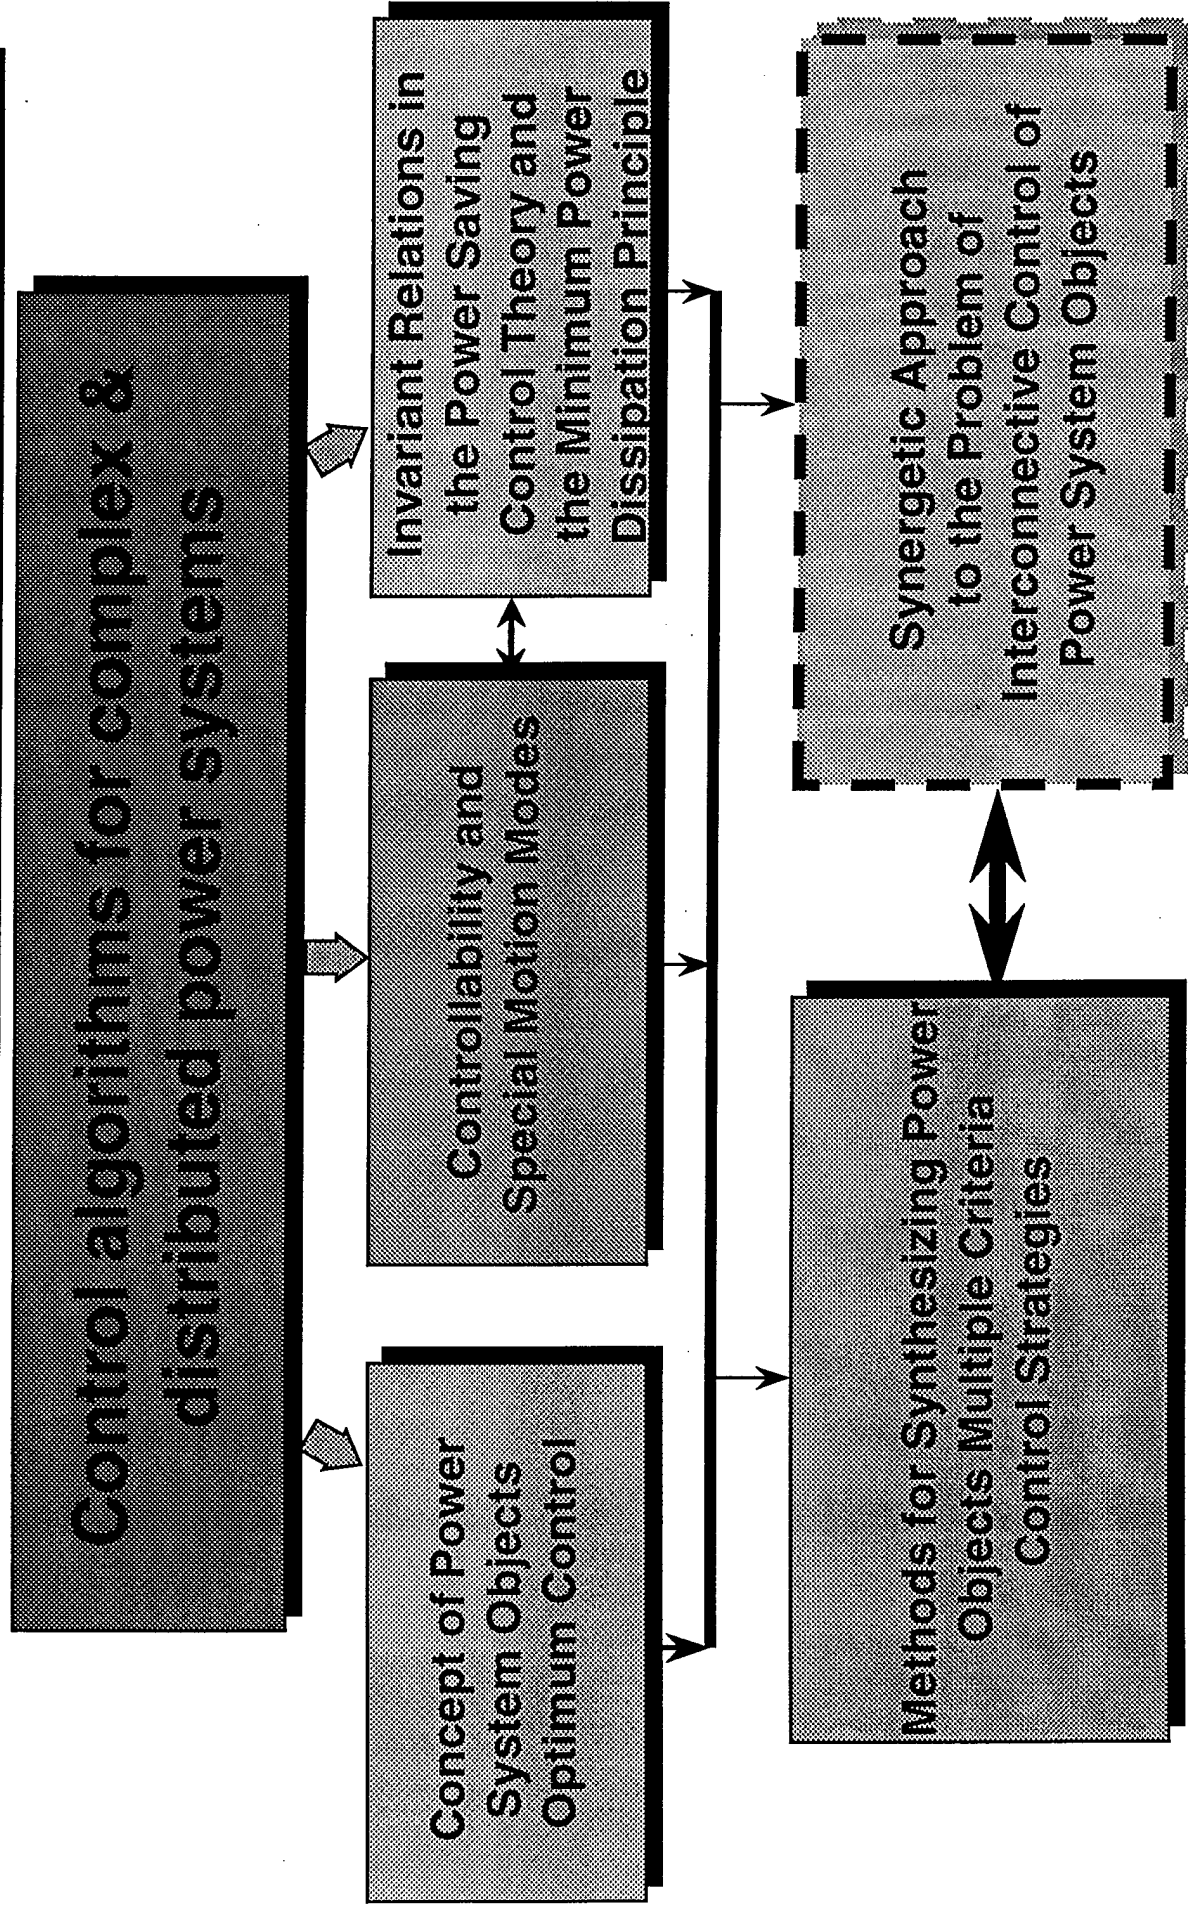 Control algorithms for complex &
distributed power systems
Concept of Power
System Objects
Optimum Control
Controllability and
Special Motion Modes
Invariant Relations in
the Power Saving
Control Theory and
the Minimum Power
Dissipation Principle
Methods for Synthesizing Power
Objects Multiple Criteria
Control Strategies
Synergetic Approach
to the Problem of
Interconnective Control of
Power System Objects